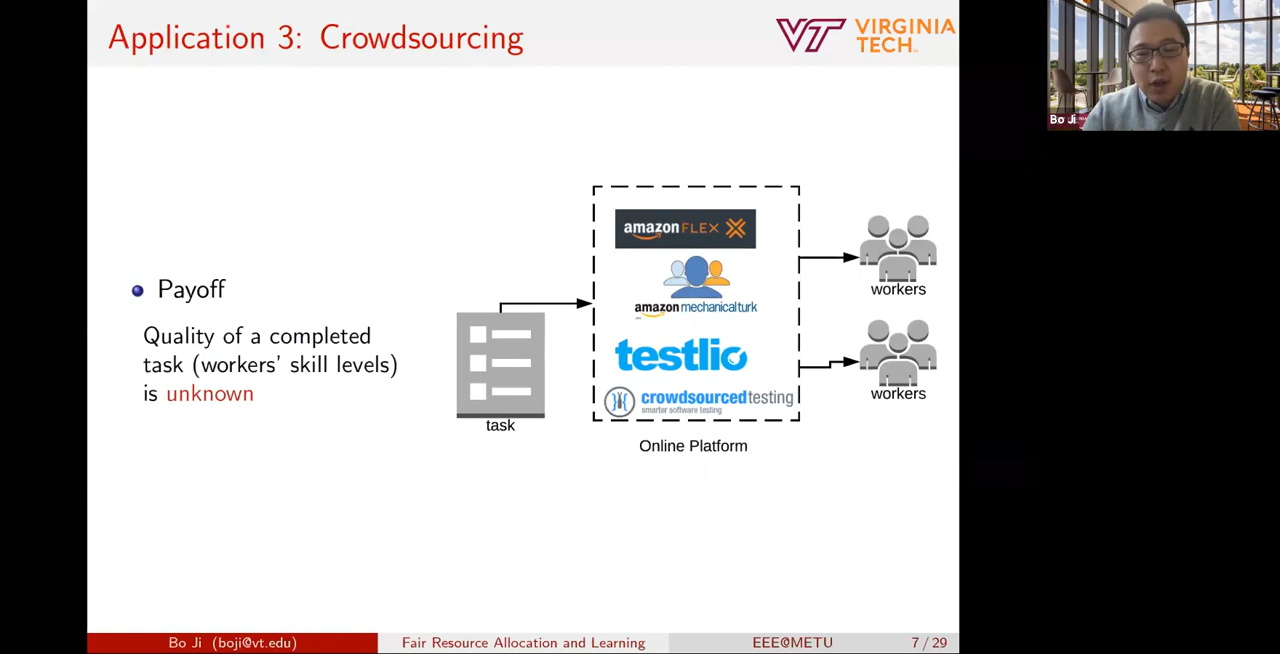 Application 3: Crowdsourcing
VT VIRGINIA
TECH
Bo Ji
amazon FLEX
amazon mechanical turk
testlio
crowdsourcedtesting
smarter software testing
Online Platform
Payoff
Quality of a completed
task (workers' skill levels)
is unknown
task
workers
workers
Bo Ji (boji@vt.edu) Fair Resource Allocation and Learning EEE@METU 7 / 29